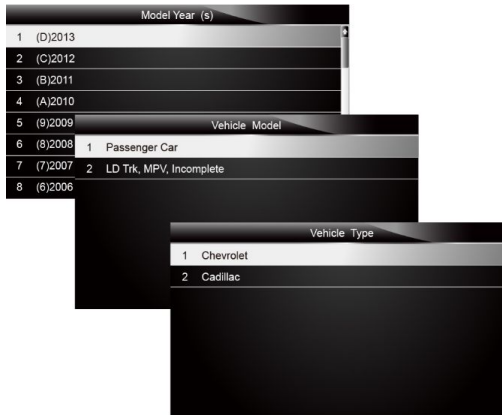 Model Year (s)
1 (D)2013
2 (C)2012
3 (B)2011
4 (A)2010
5 (9)2009
6 (8)2008
7 (7)2007
8 (6)2006
Vehicle Model
1 Passenger Car
2 LD Trk, MPV, Incomplete
Vehicle Type
1 Chevrolet
2 Cadillac